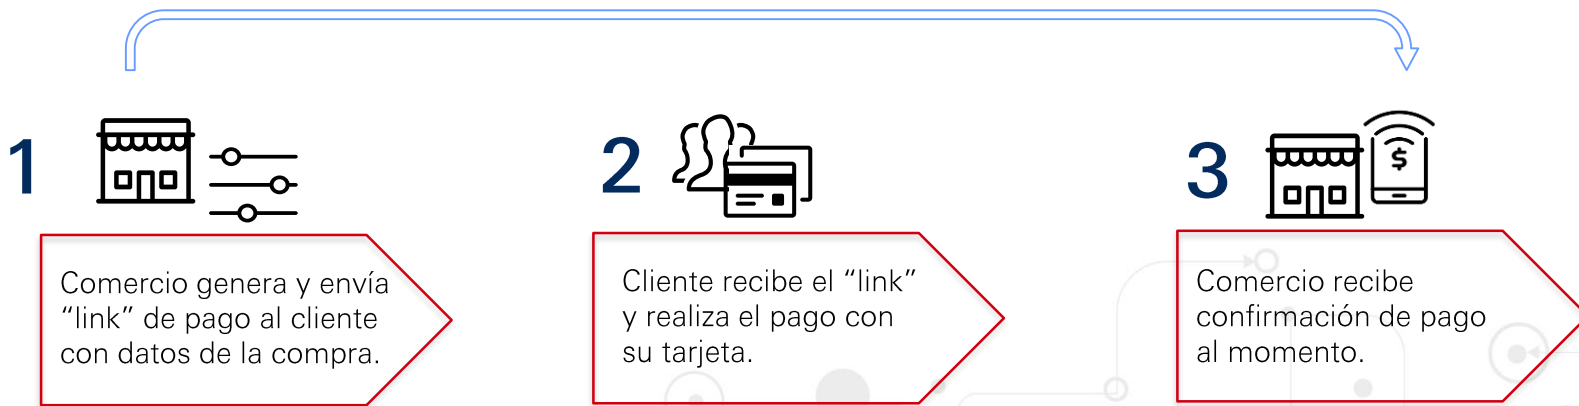 1
Comercio genera y envía
“link” de pago al cliente
con datos de la compra.
2
Cliente recibe el “link”
y realiza el pago con
su tarjeta.
3
$
Comercio recibe
confirmación de pago
al momento.